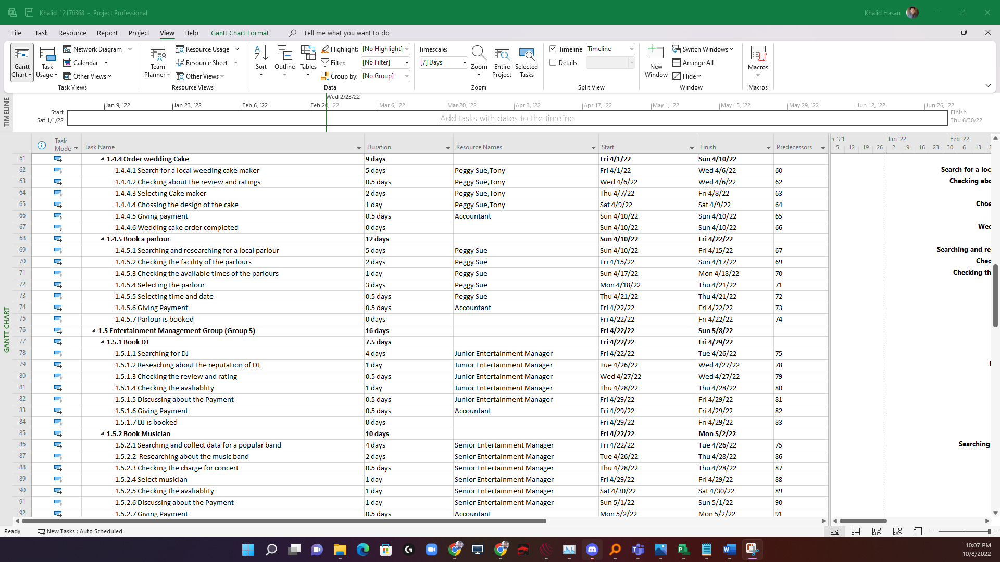 Khalid_12176368 - Project Professional
Khalid Hasan
File Task Resource Report Project View Help Gantt Chart Format Tell me what you want to do
Gantt Chart
Task Usage
Network Diagram
Calendar
Other Views
Task Views
Team Planner
Resource Usage
Resource Sheet
Other Views
Resource Views
Sort
Outline
Tables
Highlight: [No Highlight]
Filter: [No Filter]
Group by: [No Group]
Data
Timescale:
[7] Days
Zoom
Entire Project
Selected Tasks
Zoom
Timeline Timeline
Details
Split View
New Window
Switch Windows
Arrange All
Hide
Window
Macros
Macros
TIMELINE
Wed 2/23/22
Jan 9, '22 Jan 23, '22 Feb 6, '22 Feb 20, '22 Mar 6, '22 Mar 20, '22 Apr 3, '22 Apr 17, '22 May 1, '22 May 15, '22 May 29, '22 Jun 12, '22 Jun 26, '22
Start
Sat 1/1/22
Add tasks with dates to the timeline
Finish
Thu 6/30/22
GANTT CHART
Task Mode Task Name Duration Resource Names Start Finish Predecessors
61 1.4.4 Order wedding Cake 9 days Fri 4/1/22 Sun 4/10/22
62 1.4.4.1 Search for a local weeding cake maker 5 days Peggy Sue,Tony Fri 4/1/22 Wed 4/6/22 60
63 1.4.4.2 Checking about the review and ratings 0.5 days Peggy Sue,Tony Wed 4/6/22 Wed 4/6/22 62
64 1.4.4.3 Selecting Cake maker 2 days Peggy Sue,Tony Thu 4/7/22 Fri 4/8/22 63
65 1.4.4.4 Chossing the design of the cake 1 day Peggy Sue,Tony Sat 4/9/22 Sat 4/9/22 64
66 1.4.4.5 Giving payment 0.5 days Accountant Sun 4/10/22 Sun 4/10/22 65
67 1.4.4.6 Wedding cake order completed 0 days Sun 4/10/22 Sun 4/10/22 66
68 1.4.5 Book a parlour 12 days Sun 4/10/22 Fri 4/22/22
69 1.4.5.1 Searching and researching for a local parlour 5 days Peggy Sue Sun 4/10/22 Fri 4/15/22 67
70 1.4.5.2 Checking the facility of the parlours 2 days Peggy Sue Fri 4/15/22 Sun 4/17/22 69
71 1.4.5.3 Checking the available times of the parlours 1 day Peggy Sue Sun 4/17/22 Mon 4/18/22 70
72 1.4.5.4 Selecting the parlour 3 days Peggy Sue Mon 4/18/22 Thu 4/21/22 71
73 1.4.5.5 Selecting time and date 0.5 days Peggy Sue Thu 4/21/22 Thu 4/21/22 72
74 1.4.5.6 Giving Payment 0.5 days Accountant Fri 4/22/22 Fri 4/22/22 73
75 1.4.5.7 Parlour is booked 0 days Fri 4/22/22 Fri 4/22/22 74
76 1.5 Entertainment Management Group (Group 5) 16 days Fri 4/22/22 Sun 5/8/22
77 1.5.1 Book DJ 7.5 days Fri 4/22/22 Fri 4/29/22
78 1.5.1.1 Searching for DJ 4 days Junior Entertainment Manager Fri 4/22/22 Tue 4/26/22 75
79 1.5.1.2 Reseaching about the reputation of DJ 1 day Junior Entertainment Manager Tue 4/26/22 Wed 4/27/22 78
80 1.5.1.3 Checking the review and rating 0.5 days Junior Entertainment Manager Wed 4/27/22 Wed 4/27/22 79
81 1.5.1.4 Checking the avaliablity 1 day Junior Entertainment Manager Thu 4/28/22 Thu 4/28/22 80
82 1.5.1.5 Discussing about the Payment 0.5 days Junior Entertainment Manager Fri 4/29/22 Fri 4/29/22 81
83 1.5.1.6 Giving Payment 0.5 days Accountant Fri 4/29/22 Fri 4/29/22 82
84 1.5.1.7 DJ is booked 0 days Fri 4/29/22 Fri 4/29/22 83
85 1.5.2 Book Musician 10 days Fri 4/22/22 Mon 5/2/22
86 1.5.2.1 Searching and collect data for a popular band 4 days Senior Entertainment Manager Fri 4/22/22 Tue 4/26/22 75
87 1.5.2.2 Researching about the music band 2 days Senior Entertainment Manager Tue 4/26/22 Thu 4/28/22 86
88 1.5.2.3 Checking the charge for concert 0.5 days Senior Entertainment Manager Thu 4/28/22 Thu 4/28/22 87
89 1.5.2.4 Select musician 1 day Senior Entertainment Manager Fri 4/29/22 Fri 4/29/22 88
90 1.5.2.5 Checking the avaliablity 1 day Senior Entertainment Manager Sat 4/30/22 Sat 4/30/22 89
91 1.5.2.6 Discussing about the Payment 1 day Senior Entertainment Manager Sun 5/1/22 Sun 5/1/22 90
92 1.5.2.7 Giving Payment 0.5 days Accountant Mon 5/2/22 Mon 5/2/22 91
ec '21 Jan '22 Feb '22
5 12 19 26 2 9 16 23 30 6 13 2
Search for a loc
Checking abo
Chos
Wed
Searching and re
Chec
Checking th
Searching
Ready New Tasks : Auto Scheduled
10:07 PM
10/8/2022